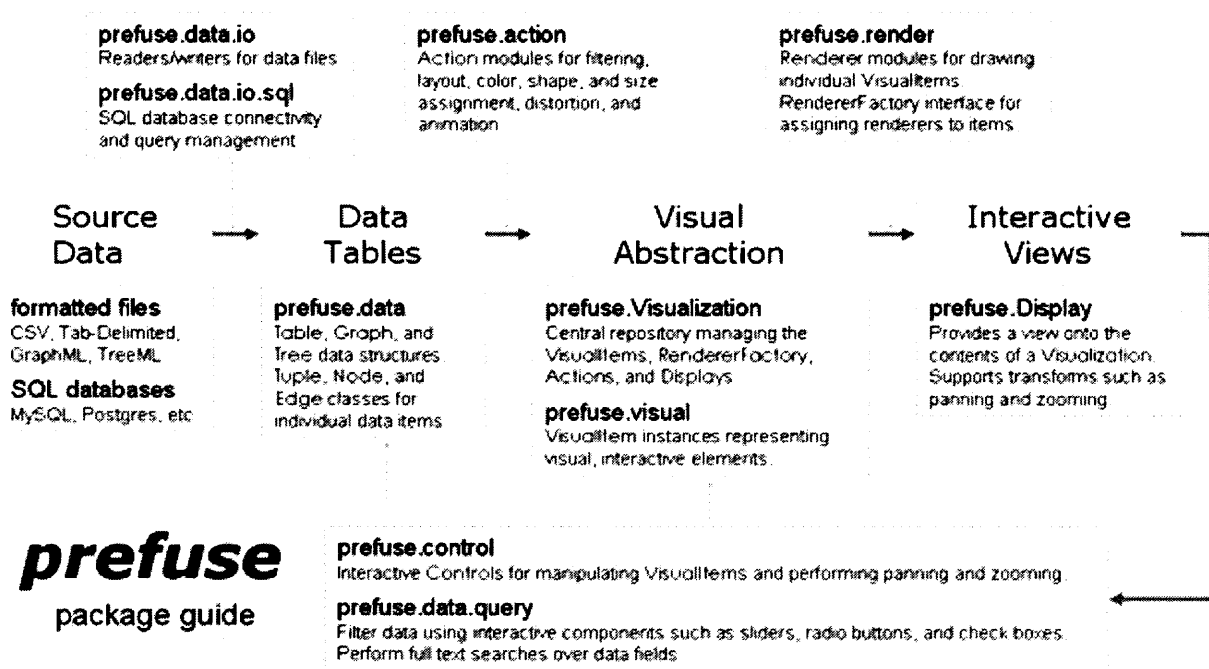 prefuse.data.io
Readers/writers for data files
prefuse.data.io.sql
SQL database connectivity
and query management
prefuse.action
Action modules for filtering,
layout, color, shape, and size
assignment, distortion, and
animation
prefuse.render
Renderer modules for drawing
individual VisualItems.
RendererFactory interface for
assigning renderers to items
Source
Data
Data
Tables
Visual
Abstraction
Interactive
Views
formatted files
CSV, Tab-Delimited,
GraphML, TreeML
SQL databases
MySQL, Postgres, etc
prefuse.data
Table, Graph, and
Tree data structures.
Tuple, Node, and
Edge classes for
individual data items
prefuse.Visualization
Central repository managing the
VisualItems, RendererFactory,
Actions, and Displays
prefuse.visual
VisualItem instances representing
visual, interactive elements.
prefuse.Display
Provides a view onto the
contents of a Visualization.
Supports transforms such as
panning and zooming
prefuse
package guide
prefuse.control
Interactive Controls for manipulating VisualItems and performing panning and zooming.
prefuse.data.query
Filter data using interactive components such as sliders, radio buttons, and check boxes.
Perform full text searches over data fields